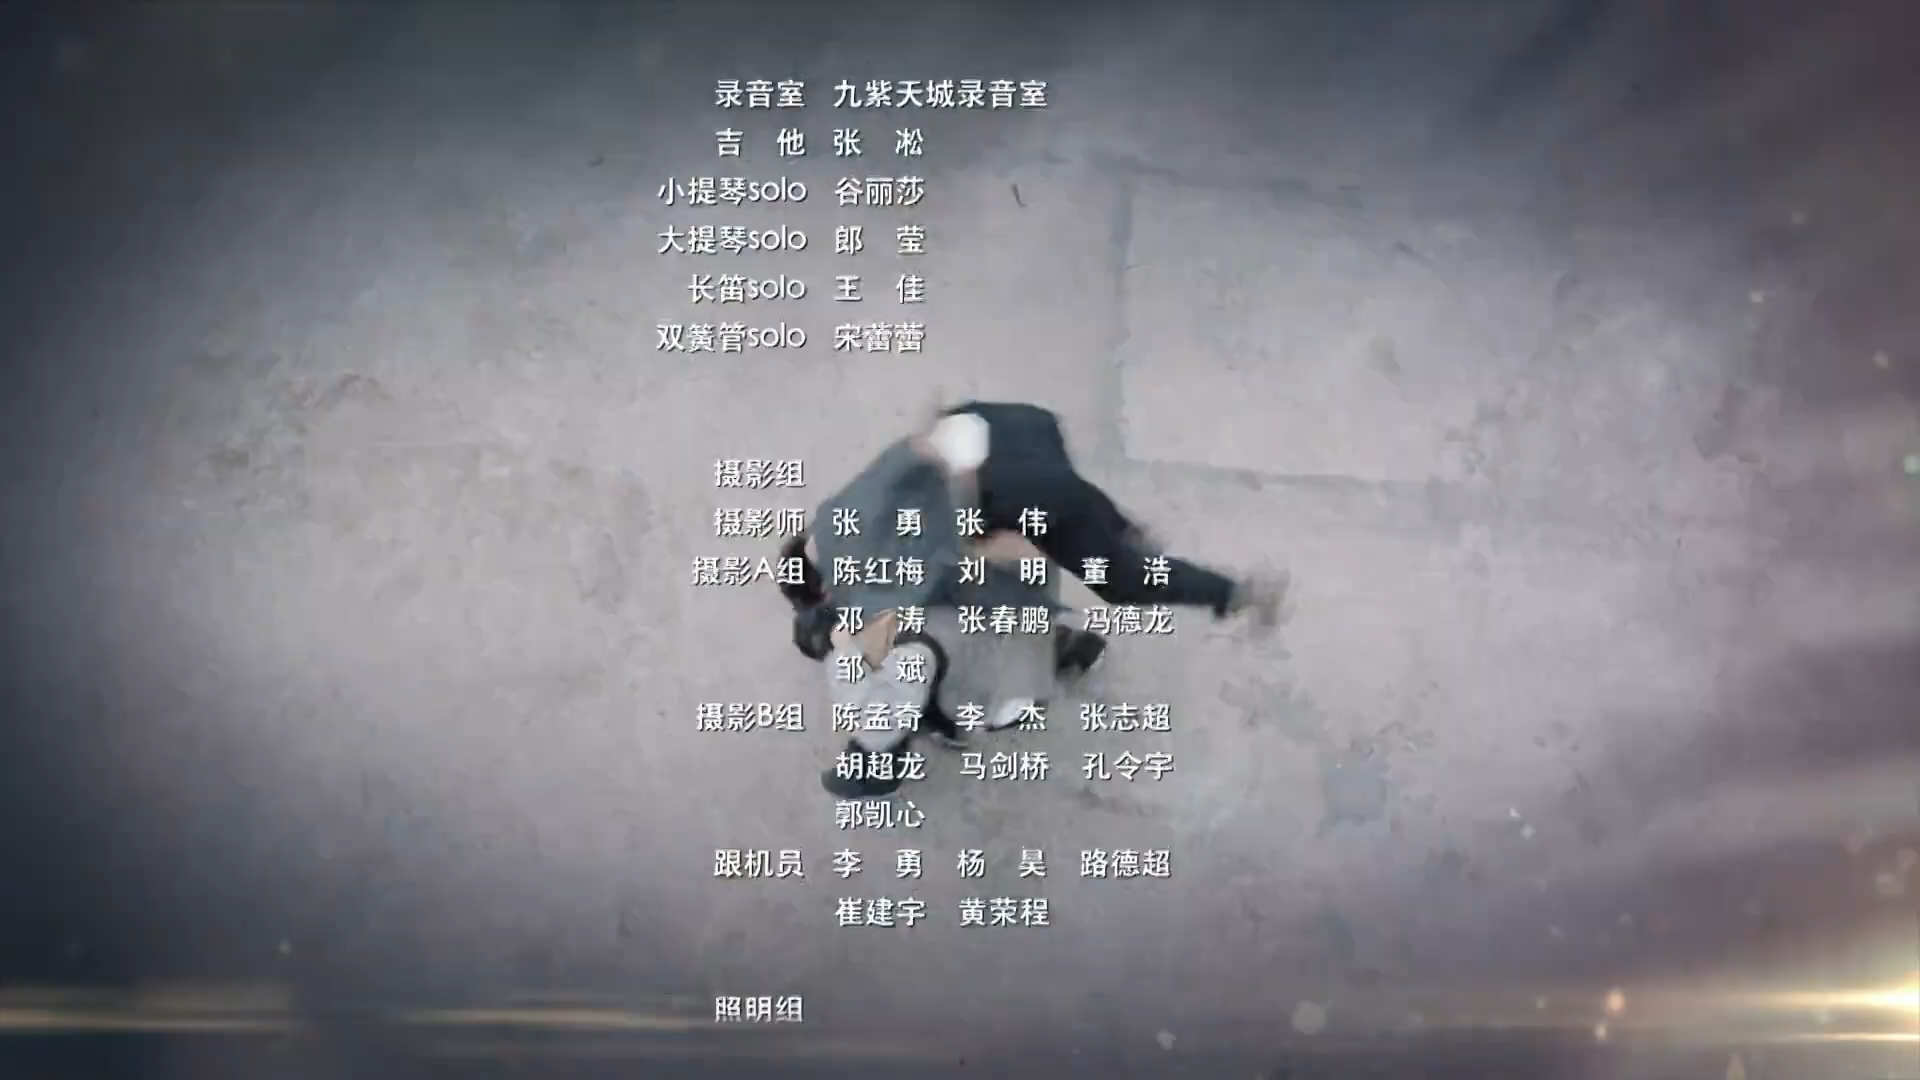 录音室 九紫天城录音室
吉 他 张 凇
小提琴solo 谷丽莎
大提琴solo 郎 莹
长笛solo 王 佳
双簧管solo 宋蕾蕾
摄影组
摄影师 张 勇 张 伟
摄影A组 陈红梅 刘 明 董 浩
邓 涛 张春鹏 冯德龙
邹 斌
摄影B组 陈孟奇 李 杰 张志超
胡超龙 马剑桥 孔令宇
郭凯心
跟机员 李 勇 杨 昊 路德超
崔建宇 黄荣程
照明组